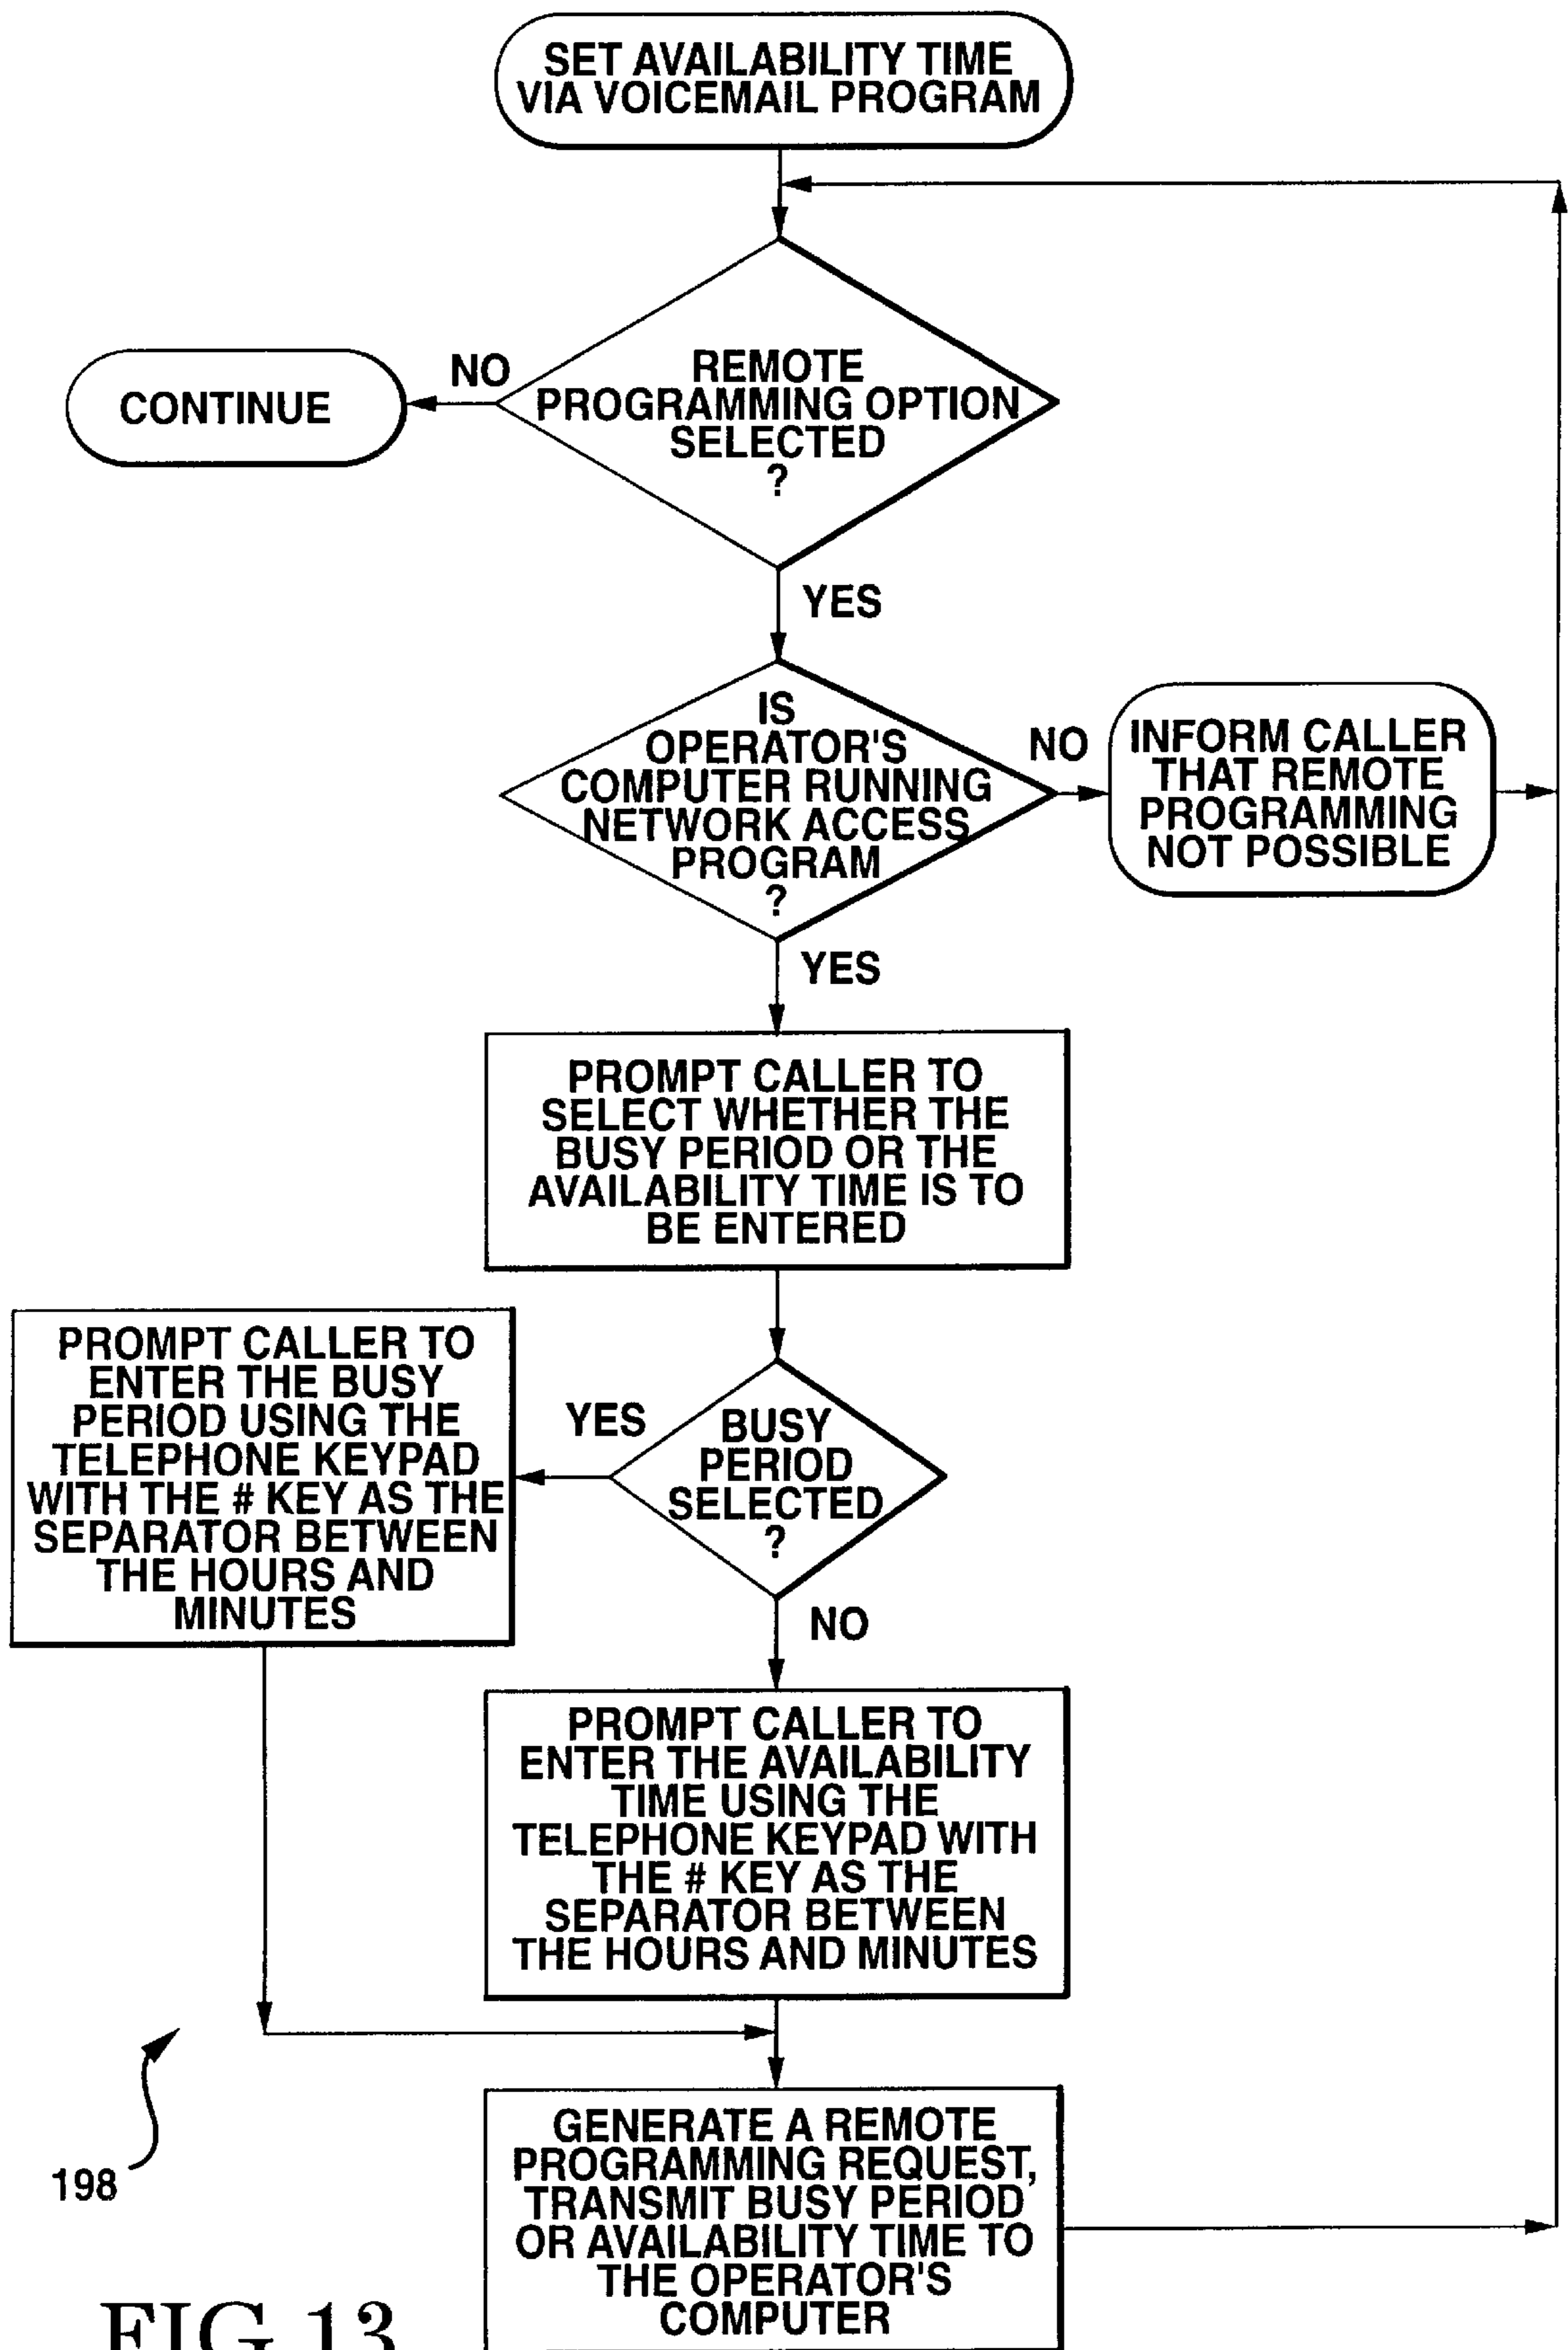 SET AVAILABILITY TIME
VIA VOICEMAIL PROGRAM
REMOTE
PROGRAMMING OPTION
SELECTED
?
NO
CONTINUE
YES
IS
OPERATOR'S
COMPUTER RUNNING
NETWORK ACCESS
PROGRAM
?
NO
INFORM CALLER
THAT REMOTE
PROGRAMMING
NOT POSSIBLE
YES
PROMPT CALLER TO
SELECT WHETHER THE
BUSY PERIOD OR THE
AVAILABILITY TIME IS TO
BE ENTERED
BUSY
PERIOD
SELECTED
?
YES
PROMPT CALLER TO
ENTER THE BUSY
PERIOD USING THE
TELEPHONE KEYPAD
WITH THE # KEY AS THE
SEPARATOR BETWEEN
THE HOURS AND
MINUTES
NO
PROMPT CALLER TO
ENTER THE AVAILABILITY
TIME USING THE
TELEPHONE KEYPAD WITH
THE # KEY AS THE
SEPARATOR BETWEEN
THE HOURS AND MINUTES
GENERATE A REMOTE
PROGRAMMING REQUEST,
TRANSMIT BUSY PERIOD
OR AVAILABILITY TIME TO
THE OPERATOR'S
COMPUTER
198
FIG 13